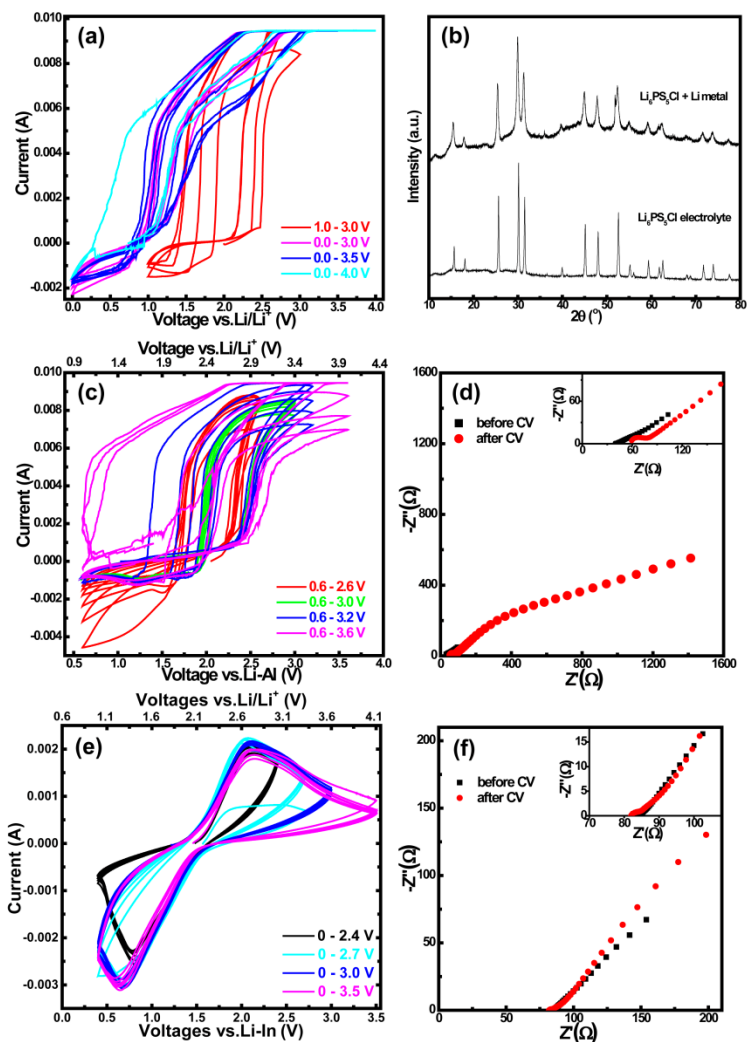 (a)
Current (A)
0.010
0.008
0.006
0.004
0.002
0.000
-0.002
1.0 - 3.0 V
0.0 - 3.0 V
0.0 - 3.5 V
0.0 - 4.0 V
0.0 0.5 1.0 1.5 2.0 2.5 3.0 3.5 4.0
Voltage vs.Li/Li⁺ (V)
(b)
Intensity (a.u.)
Li₆PS₅Cl + Li metal
Li₆PS₅Cl electrolyte
10 20 30 40 50 60 70 80
2θ (°)
Voltage vs.Li/Li⁺ (V)
0.9 1.4 1.9 2.4 2.9 3.4 3.9 4.4
(c)
Current (A)
0.010
0.008
0.006
0.004
0.002
0.000
-0.002
-0.004
0.6 - 2.6 V
0.6 - 3.0 V
0.6 - 3.2 V
0.6 - 3.6 V
0.5 1.0 1.5 2.0 2.5 3.0 3.5 4.0
Voltage vs.Li-Al (V)
(d)
-Z''(Ω)
1600
1200
800
400
0
before CV
after CV
-Z''(Ω)
60
0
0 60 120
Z'(Ω)
0 400 800 1200 1600
Z'(Ω)
Voltages vs.Li/Li⁺ (V)
0.6 1.1 1.6 2.1 2.6 3.1 3.6 4.1
(e)
Current (A)
0.002
0.001
0.000
-0.001
-0.002
-0.003
0 - 2.4 V
0 - 2.7 V
0 - 3.0 V
0 - 3.5 V
0.0 0.5 1.0 1.5 2.0 2.5 3.0 3.5
Voltages vs.Li-In (V)
(f)
-Z''(Ω)
-200
-175
-150
-125
-100
-75
-50
-25
0
before CV
after CV
-Z''(Ω)
15
10
5
0
70 80 90 100
Z'(Ω)
0 50 100 150 200
Z'(Ω)